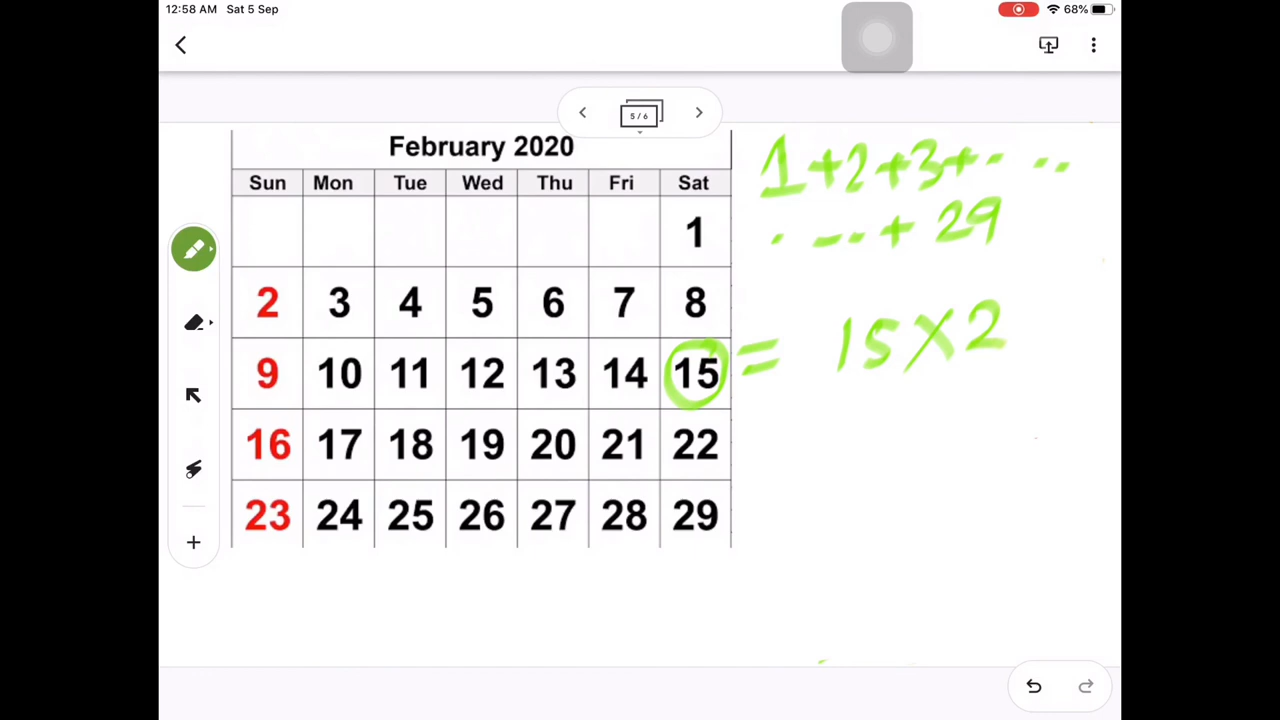 12:58 AM Sat 5 Sep 68%
5 / 6
February 2020
Sun Mon Tue Wed Thu Fri Sat
1
2 3 4 5 6 7 8
9 10 11 12 13 14 15
16 17 18 19 20 21 22
23 24 25 26 27 28 29
1+2+3+- - -
- - - - + 29
= 15×2